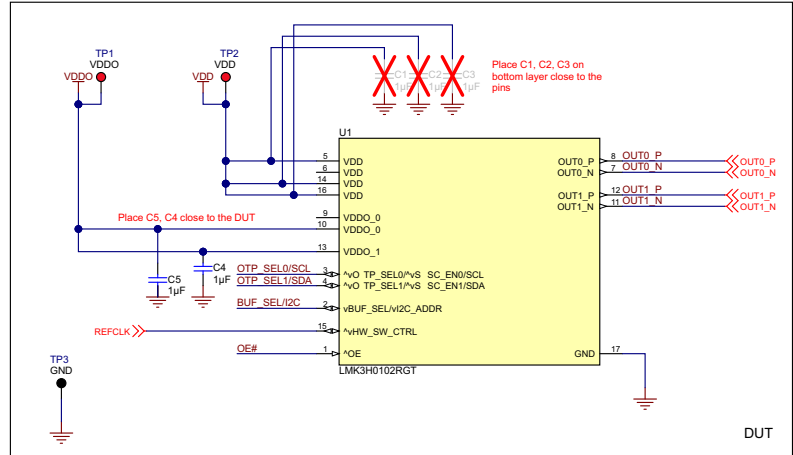 TP1
VDDO
VDDO
TP2
VDD
VDD
C1
1µF
C2
1µF
C3
1µF
Place C1, C2, C3 on
bottom layer close to the
pins
U1
5 VDD
6 VDD
14 VDD
16 VDD
9 VDDO_0
10 VDDO_0
13 VDDO_1
Place C5, C4 close to the DUT
C4
1µF
C5
1µF
OTP_SEL0/SCL 3 ^vO TP_SEL0/^vS SC_EN0/SCL
OTP_SEL1/SDA 4 ^vO TP_SEL1/^vS SC_EN1/SDA
BUF_SEL/I2C 2 vBUF_SEL/vI2C_ADDR
REFCLK 15 ^vHW_SW_CTRL
OE# 1 ^OE
OUT0_P 8 OUT0_P OUT0_P
OUT0_N 7 OUT0_N OUT0_N
OUT1_P 12 OUT1_P OUT1_P
OUT1_N 11 OUT1_N OUT1_N
GND 17
LMK3H0102RGT
TP3
GND
DUT